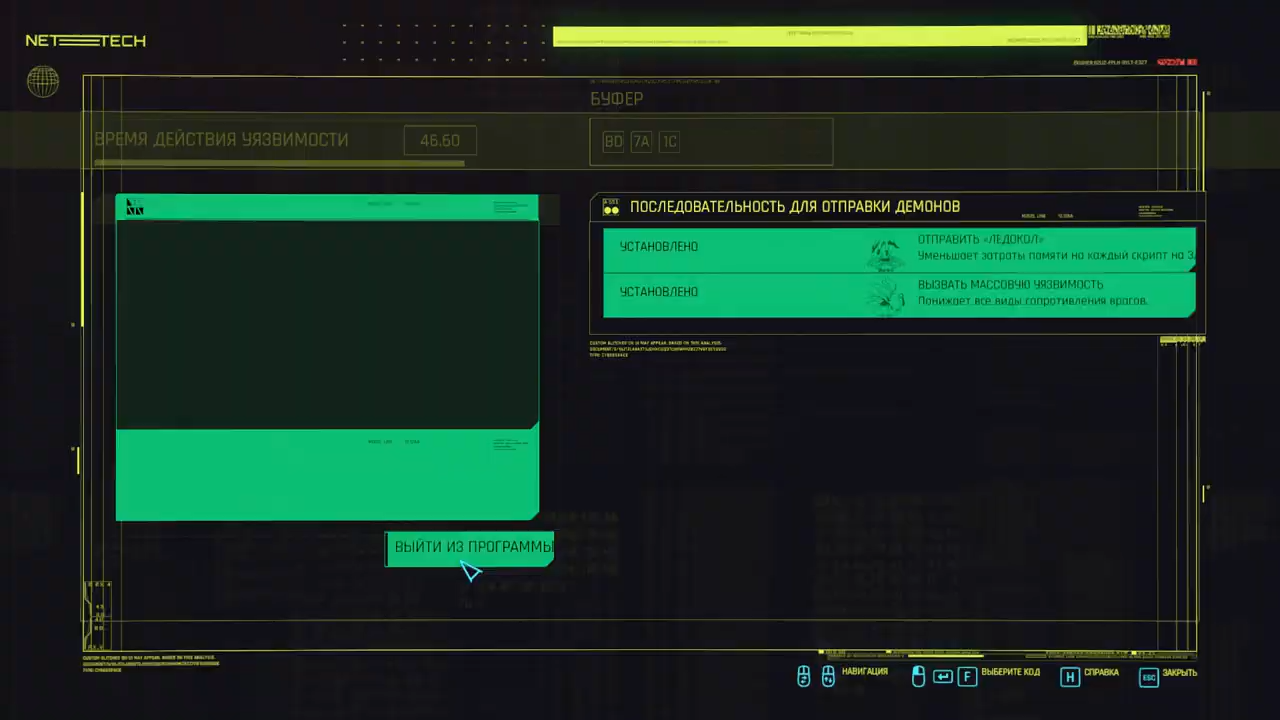 NET TECH
БУФЕР
ВРЕМЯ ДЕЙСТВИЯ УЯЗВИМОСТИ
46.60
BD 7A 1C
ПОСЛЕДОВАТЕЛЬНОСТЬ ДЛЯ ОТПРАВКИ ДЕМОНОВ
УСТАНОВЛЕНО
ОТПРАВИТЬ «ЛЕДОКОЛ»
Уменьшает затраты памяти на каждый скрипт на 3.
УСТАНОВЛЕНО
ВЫЗВАТЬ МАССОВУЮ УЯЗВИМОСТЬ
Понижает все виды сопротивления врагов.
ВЫЙТИ ИЗ ПРОГРАММЫ
НАВИГАЦИЯ
F ВЫБЕРИТЕ КОД
H СПРАВКА
ESC ЗАКРЫТЬ